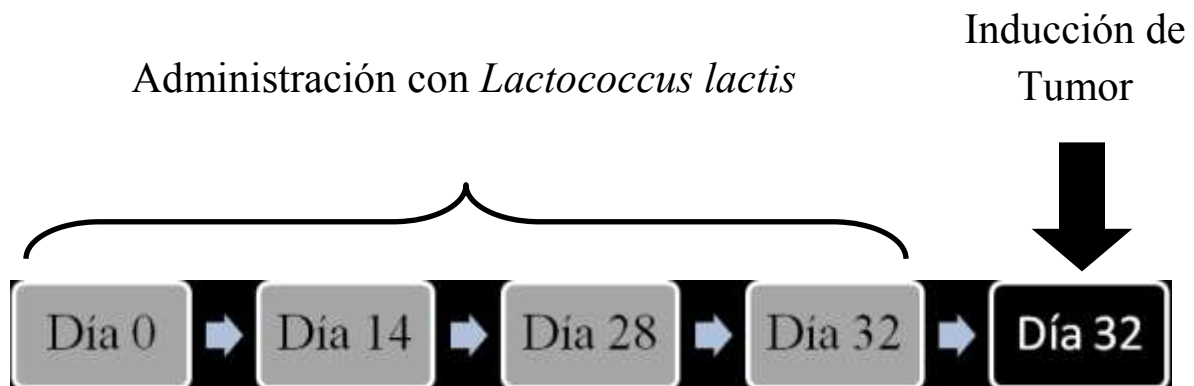 Inducción de
Tumor
Administración con Lactococcus lactis
Día 0
Día 14
Día 28
Día 32
Día 32